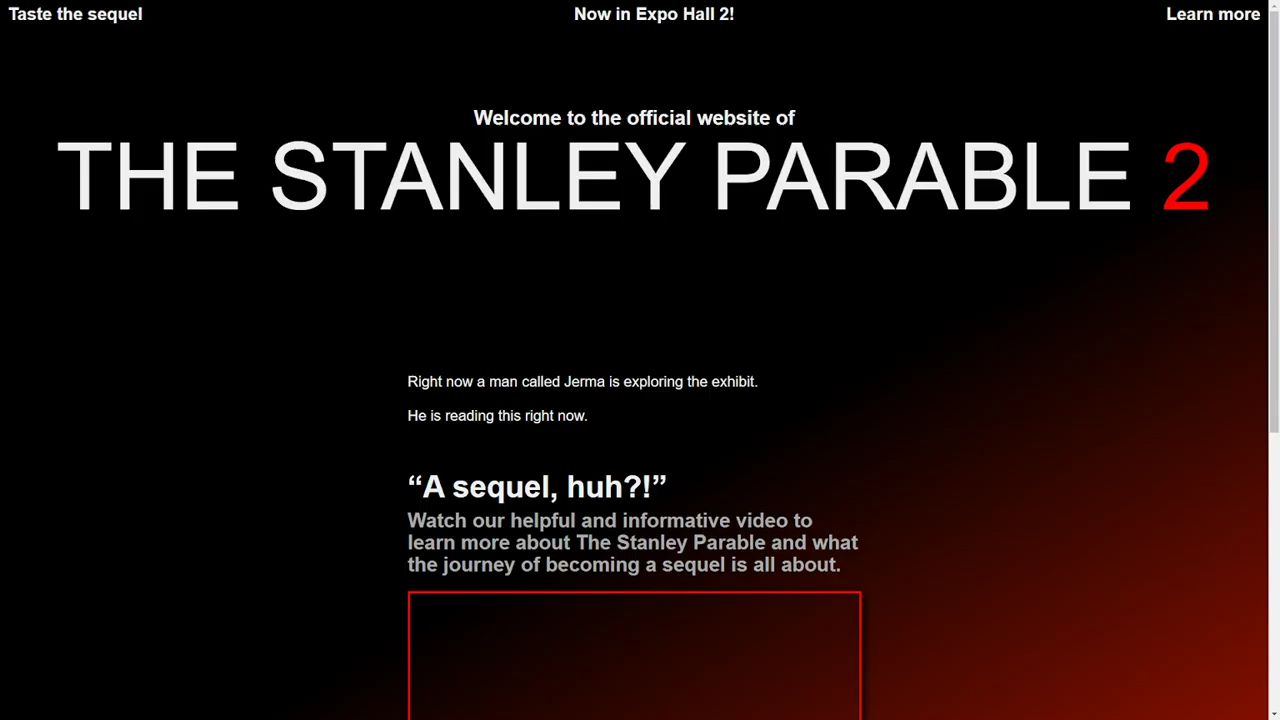 Taste the sequel
Now in Expo Hall 2!
Learn more
Welcome to the official website of
THE STANLEY PARABLE 2
Right now a man called Jerma is exploring the exhibit.
He is reading this right now.
“A sequel, huh?!”
Watch our helpful and informative video to
learn more about The Stanley Parable and what
the journey of becoming a sequel is all about.